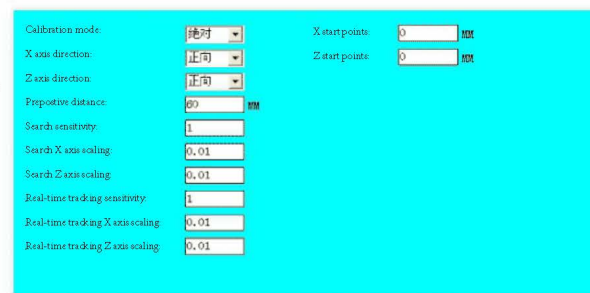 Calibration mode: 绝对 X start points: 0 MM
X axis direction: 正向 Z start points: 0 MM
Z axis direction: 正向
Prepostive distance: 60 MM
Search sensitivity: 1
Search X axis scaling: 0.01
Search Z axis scaling: 0.01
Real-time tracking sensitivity: 1
Real-time tracking X axis scaling: 0.01
Real-time tracking Z axis scaling: 0.01